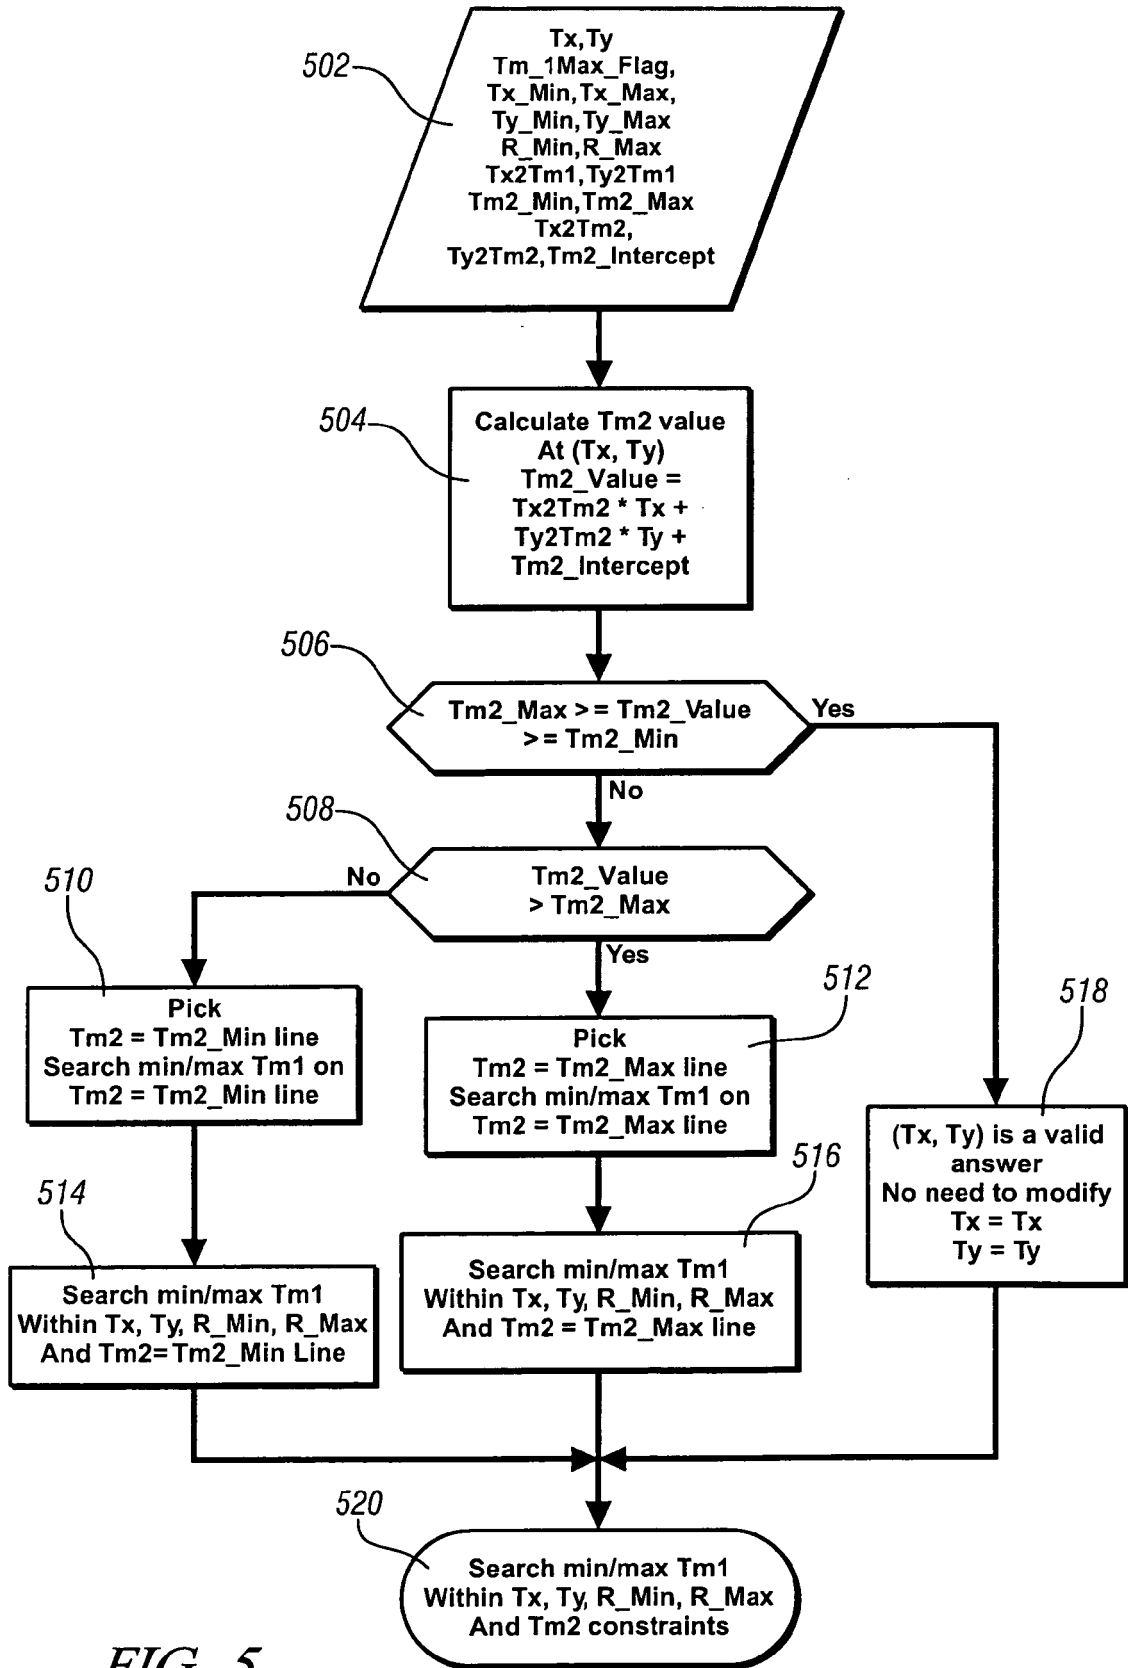 502
Tx,Ty
Tm_1Max_Flag,
Tx_Min,Tx_Max,
Ty_Min,Ty_Max
R_Min,R_Max
Tx2Tm1,Ty2Tm1
Tm2_Min,Tm2_Max
Tx2Tm2,
Ty2Tm2,Tm2_Intercept
504
Calculate Tm2 value
At (Tx, Ty)
Tm2_Value =
Tx2Tm2 * Tx +
Ty2Tm2 * Ty +
Tm2_Intercept
506
Tm2_Max >= Tm2_Value
>= Tm2_Min
Yes
No
508
Tm2_Value
> Tm2_Max
No
Yes
510
Pick
Tm2 = Tm2_Min line
Search min/max Tm1 on
Tm2 = Tm2_Min line
512
Pick
Tm2 = Tm2_Max line
Search min/max Tm1 on
Tm2 = Tm2_Max line
518
(Tx, Ty) is a valid
answer
No need to modify
Tx = Tx
Ty = Ty
514
Search min/max Tm1
Within Tx, Ty, R_Min, R_Max
And Tm2=Tm2_Min Line
516
Search min/max Tm1
Within Tx, Ty, R_Min, R_Max
And Tm2 = Tm2_Max line
520
Search min/max Tm1
Within Tx, Ty, R_Min, R_Max
And Tm2 constraints
FIG. 5